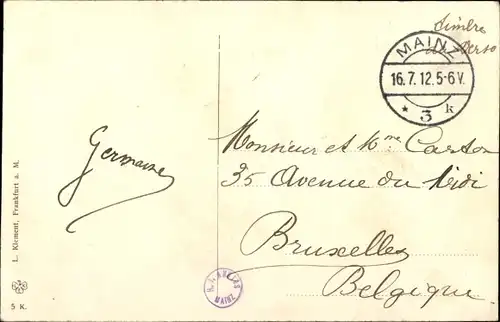 Timbre
au Verso
MAINZ
16.7.12.5-6V.
* 3 k
Germaine
Monsieur et Mme Carton
35 Avenue du Midi
Bruxelles
Belgique
L. Klement, Frankfurt a. M.
5 K.
MAINZ